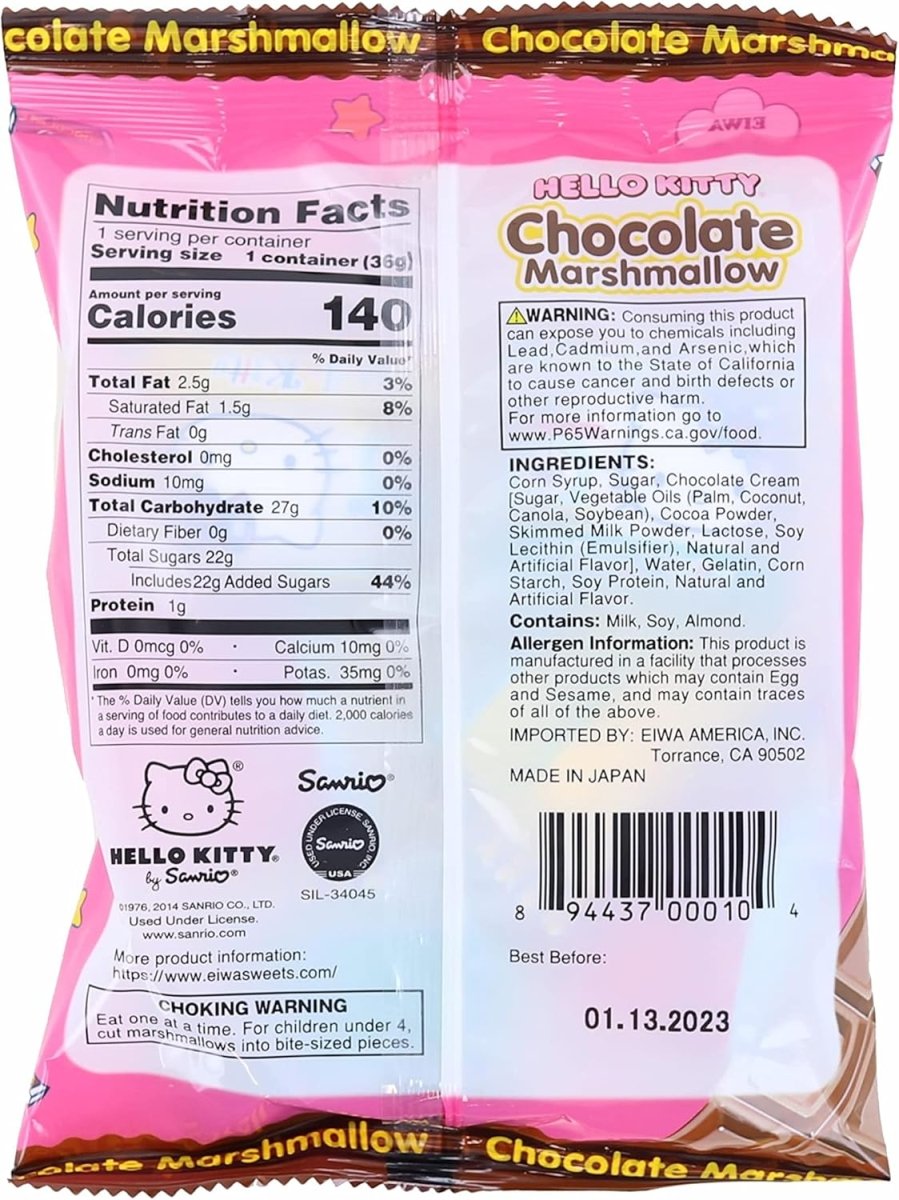 colate Marshmallow
Chocolate Marshma
EIWA
Nutrition Facts
1 serving per container
Serving size 1 container (36g)
Amount per serving
Calories 140
% Daily Value*
Total Fat 2.5g 3%
Saturated Fat 1.5g 8%
Trans Fat 0g
Cholesterol 0mg 0%
Sodium 10mg 0%
Total Carbohydrate 27g 10%
Dietary Fiber 0g 0%
Total Sugars 22g
Includes 22g Added Sugars 44%
Protein 1g
Vit. D 0mcg 0% · Calcium 10mg 0%
Iron 0mg 0% · Potas. 35mg 0%
* The % Daily Value (DV) tells you how much a nutrient in
a serving of food contributes to a daily diet. 2,000 calories
a day is used for general nutrition advice.
HELLO KITTY®
by Sanrio®
Sanrio®
USED UNDER LICENSE SANRIO, INC.
Sanrio
USA
SIL-34045
©1976, 2014 SANRIO CO., LTD.
Used Under License.
www.sanrio.com
More product information:
https://www.eiwasweets.com/
CHOKING WARNING
Eat one at a time. For children under 4,
cut marshmallows into bite-sized pieces.
HELLO KITTY
Chocolate
Marshmallow
⚠WARNING: Consuming this product
can expose you to chemicals including
Lead,Cadmium,and Arsenic,which
are known to the State of California
to cause cancer and birth defects or
other reproductive harm.
For more information go to
www.P65Warnings.ca.gov/food.
INGREDIENTS:
Corn Syrup, Sugar, Chocolate Cream
[Sugar, Vegetable Oils (Palm, Coconut,
Canola, Soybean), Cocoa Powder,
Skimmed Milk Powder, Lactose, Soy
Lecithin (Emulsifier), Natural and
Artificial Flavor], Water, Gelatin, Corn
Starch, Soy Protein, Natural and
Artificial Flavor.
Contains: Milk, Soy, Almond.
Allergen Information: This product is
manufactured in a facility that processes
other products which may contain Egg
and Sesame, and may contain traces
of all of the above.
IMPORTED BY: EIWA AMERICA, INC.
Torrance, CA 90502
MADE IN JAPAN
8 94437 00010 4
Best Before:
01.13.2023
olate Marshmallow
Chocolate Marshm